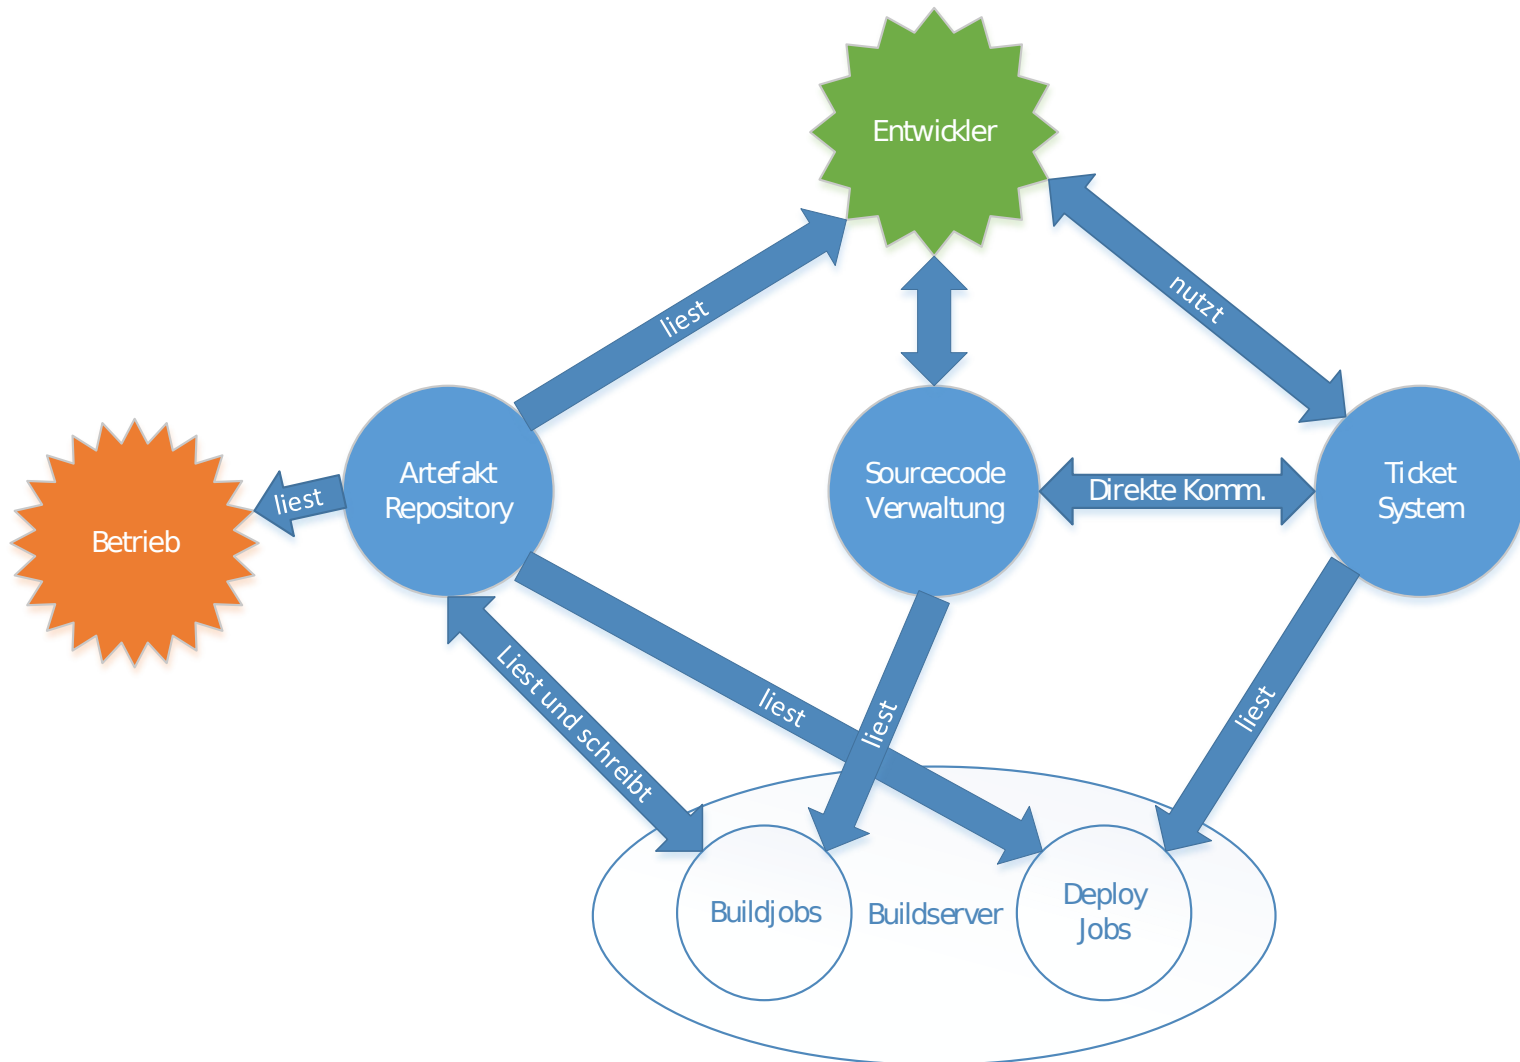 Entwickler
nutzt
liest
Artefakt
Repository
Sourcecode
Verwaltung
Direkte Komm.
Ticket
System
liest
Betrieb
Liest und schreibt
liest
liest
liest
Buildjobs
Buildserver
Deploy
Jobs